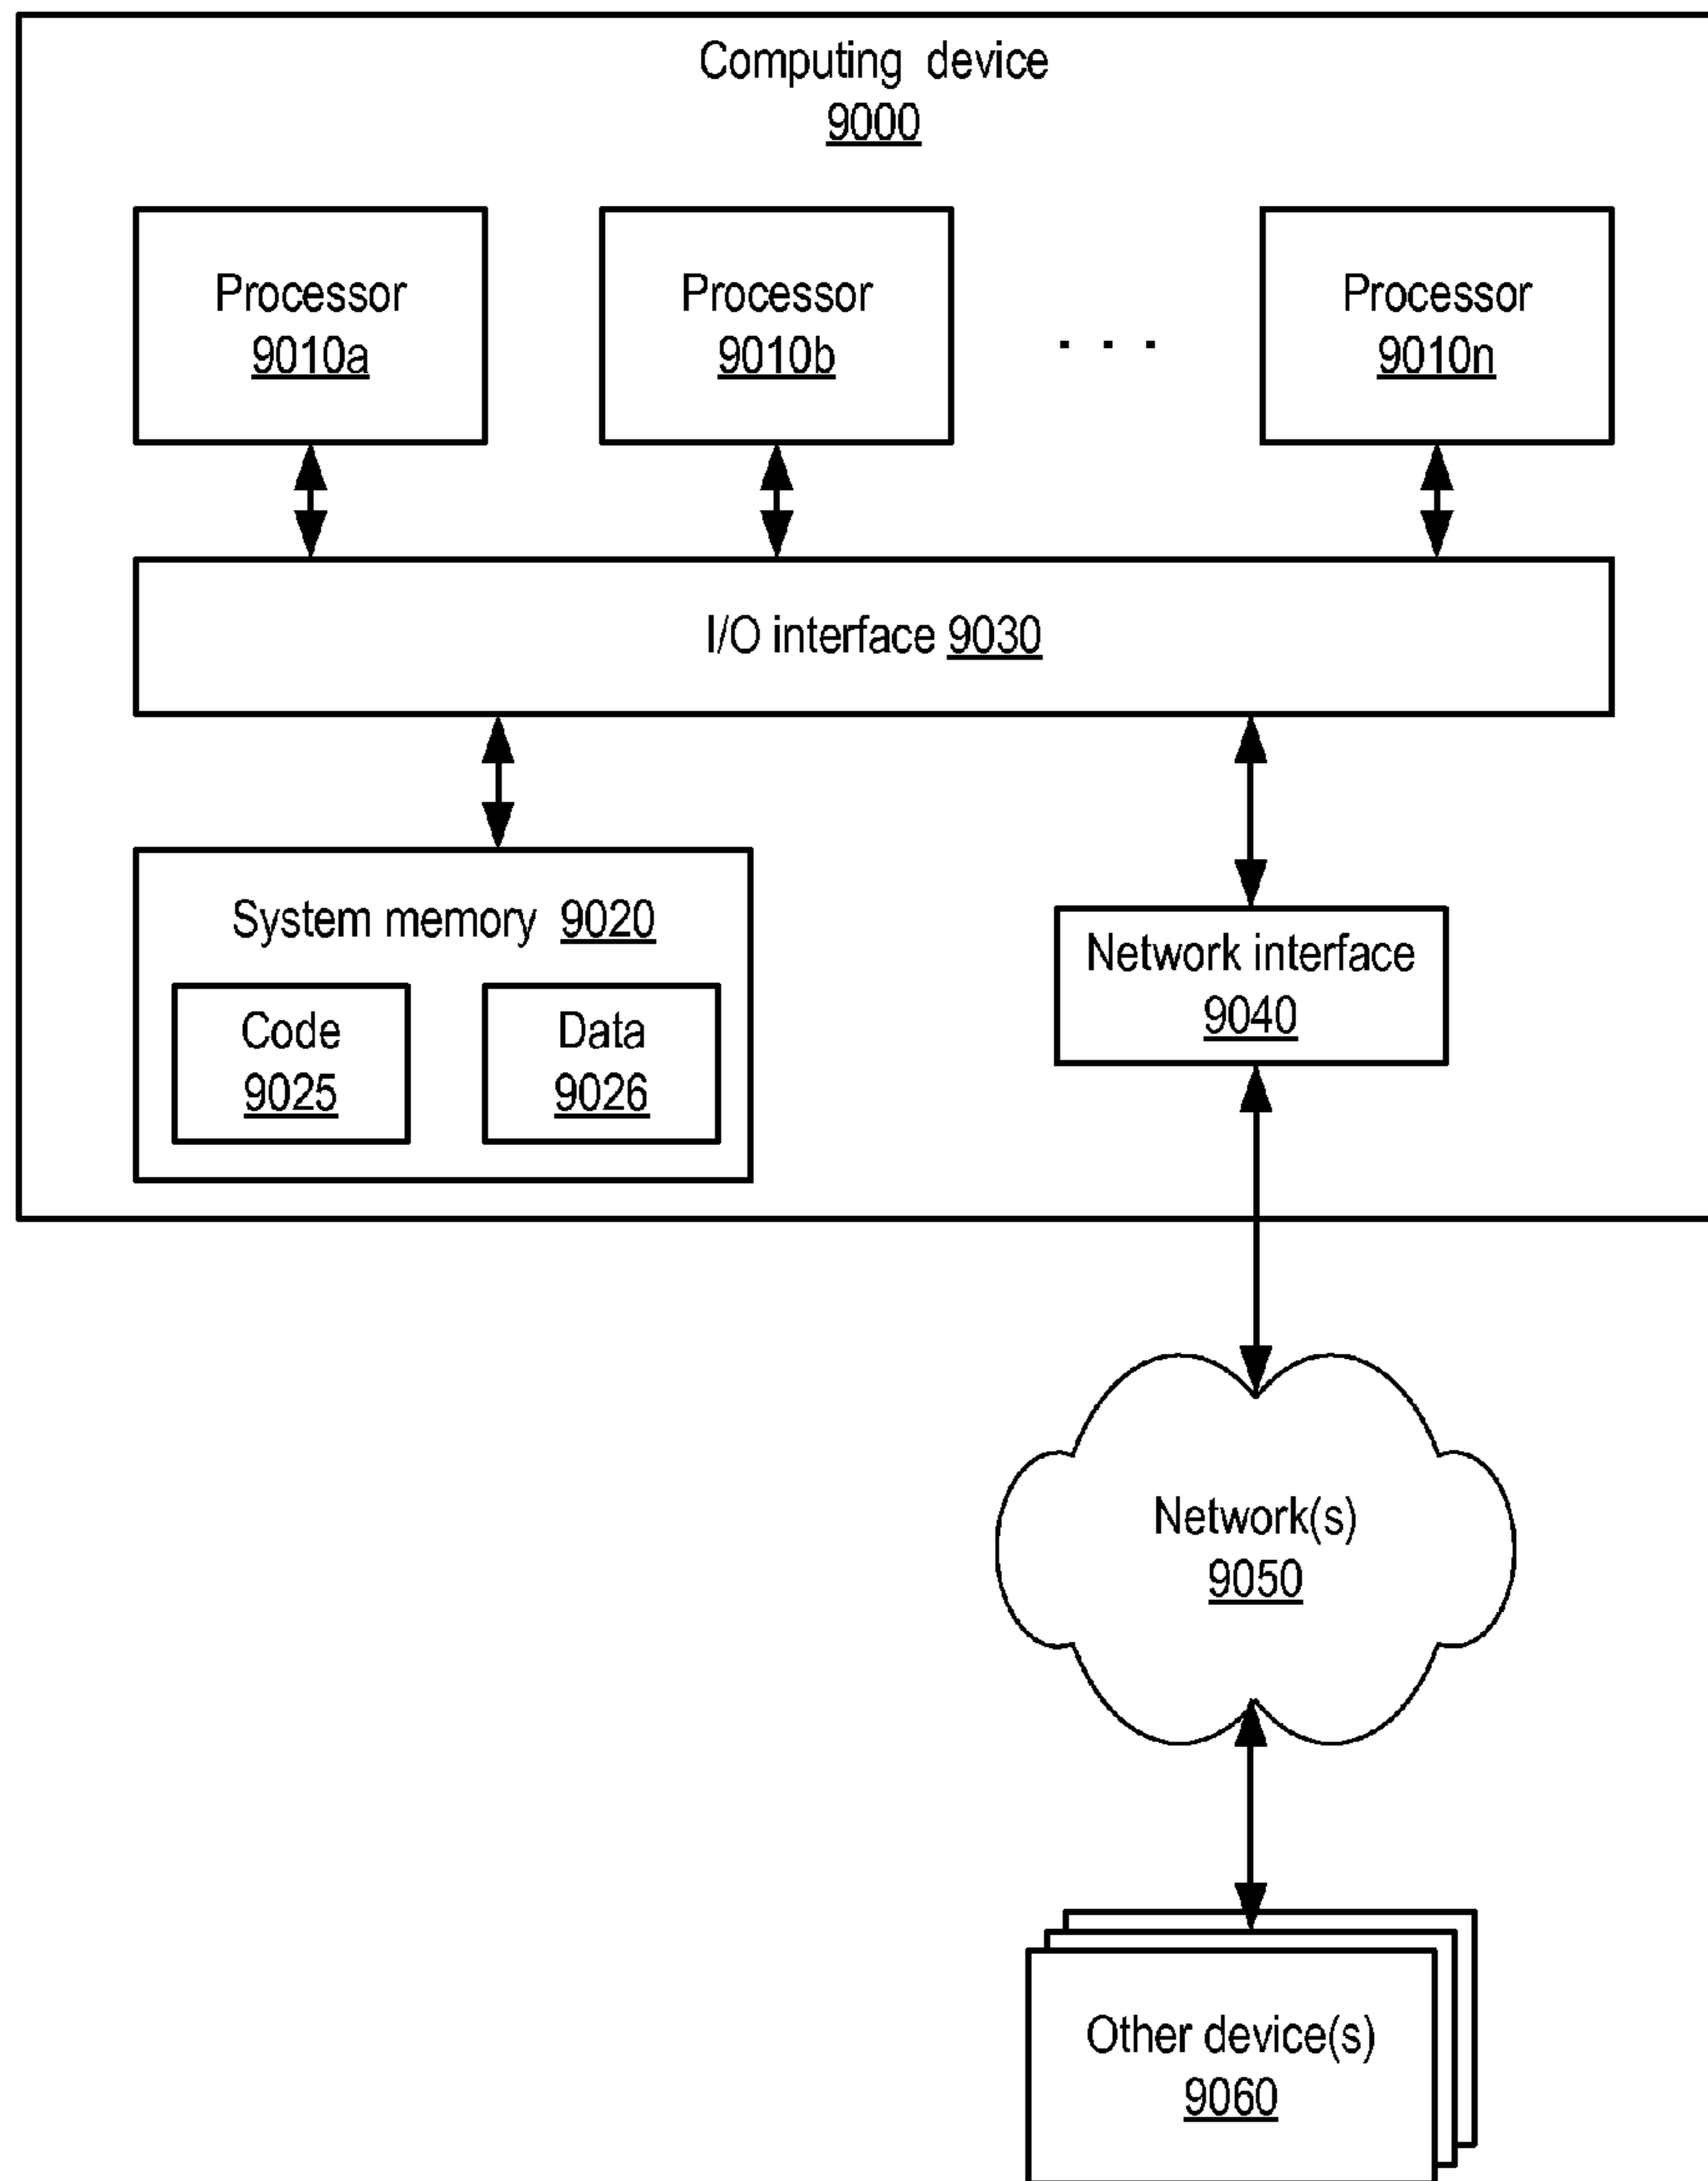 Computing device
9000
Processor
9010a
Processor
9010b
. . .
Processor
9010n
I/O interface 9030
System memory 9020
Code
9025
Data
9026
Network interface
9040
Network(s)
9050
Other device(s)
9060